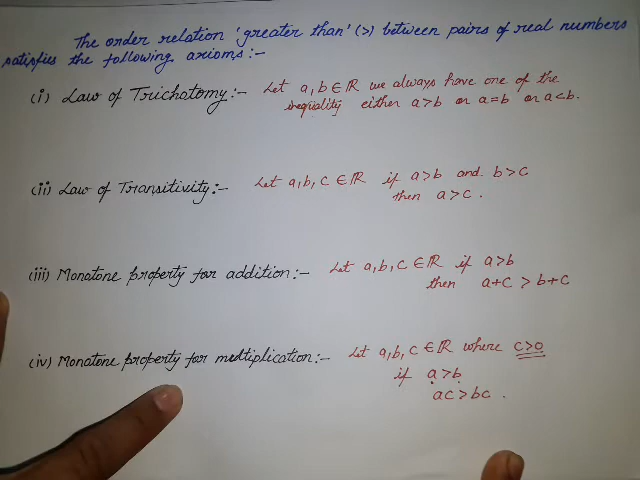 The order relation 'greater than' (>) between pairs of real numbers
satisfies the following axioms:-
(i) Law of Trichotomy:- Let a, b ∈ ℝ we always have one of the
inequality either a>b or a=b or a<b.
(ii) Law of Transitivity:- Let a, b, c ∈ ℝ if a>b and b>c
then a>c.
(iii) Monotone property for addition:- Let a, b, c ∈ ℝ if a>b
then a+c > b+c
(iv) Monotone property for multiplication:- Let a, b, c ∈ ℝ where c>0
if a>b
ac>bc.